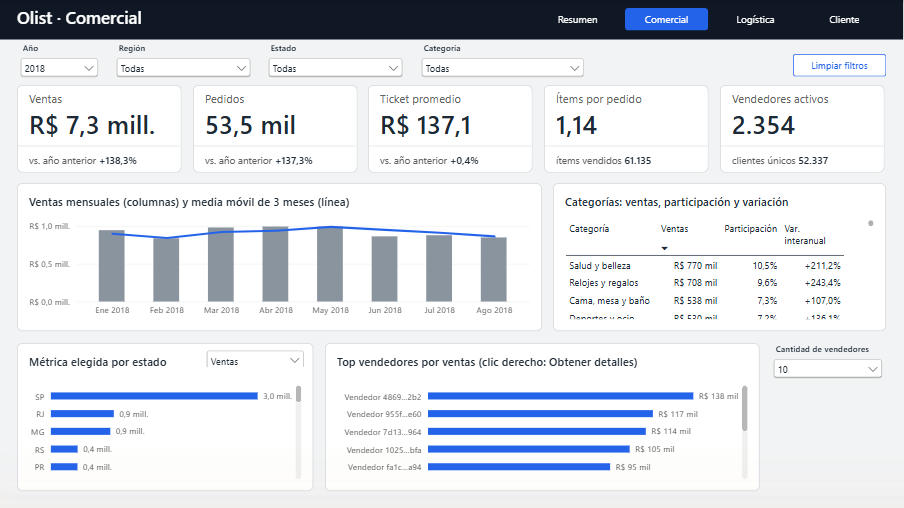 Olist · Comercial
Resumen
Comercial
Logística
Cliente
Año
Región
Estado
Categoría
2018
Todas
Todas
Todas
Limpiar filtros
Ventas
R$ 7,3 mill.
vs. año anterior +138,3%
Pedidos
53,5 mil
vs. año anterior +137,3%
Ticket promedio
R$ 137,1
vs. año anterior +0,4%
Ítems por pedido
1,14
ítems vendidos 61.135
Vendedores activos
2.354
clientes únicos 52.337
Ventas mensuales (columnas) y media móvil de 3 meses (línea)
R$ 1,0 mill.
R$ 0,5 mill.
R$ 0,0 mill.
Ene 2018
Feb 2018
Mar 2018
Abr 2018
May 2018
Jun 2018
Jul 2018
Ago 2018
Categorías: ventas, participación y variación
Categoría Ventas Participación Var. interanual
Salud y belleza R$ 770 mil 10,5% +211,2%
Relojes y regalos R$ 708 mil 9,6% +243,4%
Cama, mesa y baño R$ 538 mil 7,3% +107,0%
Deportes y ocio R$ 530 mil 7,2% +136,1%
Métrica elegida por estado
Ventas
SP 3,0 mill.
RJ 0,9 mill.
MG 0,9 mill.
RS 0,4 mill.
PR 0,4 mill.
Top vendedores por ventas (clic derecho: Obtener detalles)
Vendedor 4869...2b2 R$ 138 mil
Vendedor 955f...e60 R$ 117 mil
Vendedor 7d13...964 R$ 114 mil
Vendedor 1025...bfa R$ 105 mil
Vendedor fa1c...a94 R$ 95 mil
Cantidad de vendedores
10